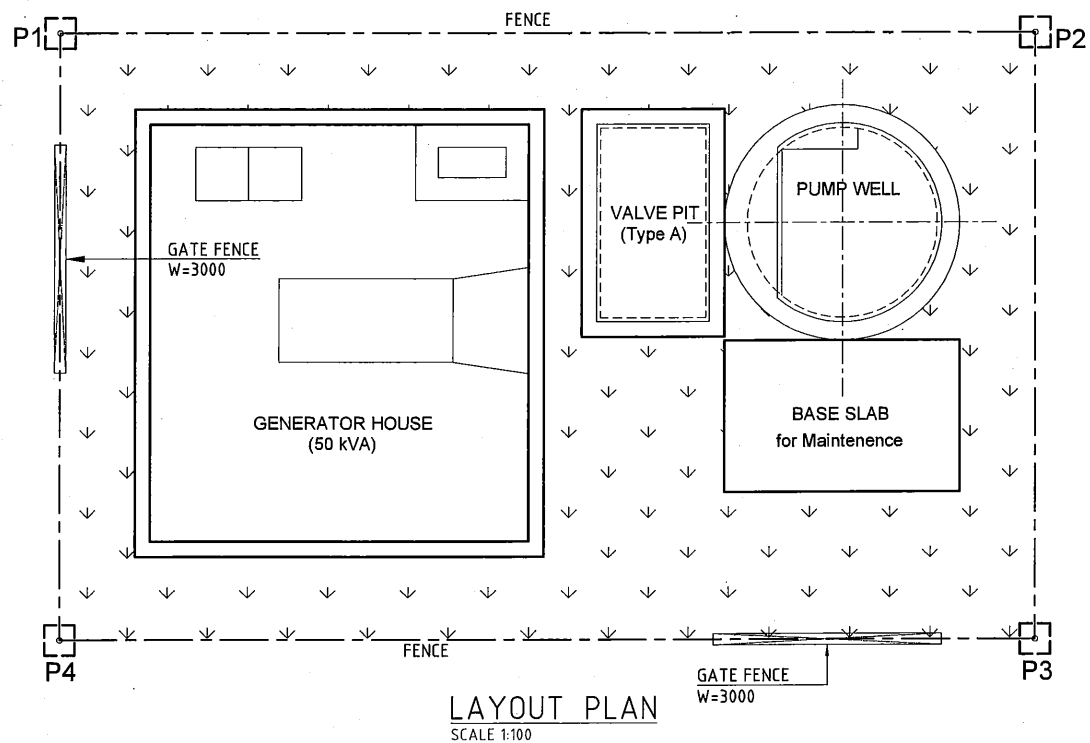 FENCE
P1
P2
PUMP WELL
VALVE PIT
(Type A)
GATE FENCE
W=3000
GENERATOR HOUSE
(50 kVA)
BASE SLAB
for Maintenence
FENCE
P4
P3
GATE FENCE
W=3000
LAYOUT PLAN
SCALE 1:100